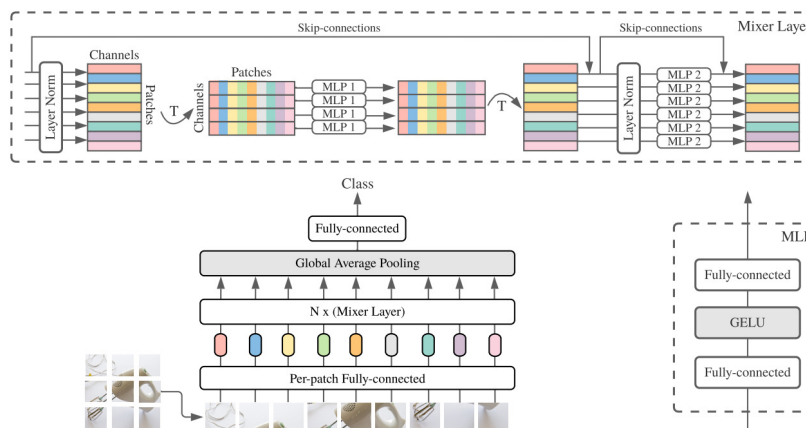 Skip-connections
Skip-connections
Mixer Laye
Channels
Layer Norm
Patches
T
Patches
Channels
MLP 1
MLP 1
MLP 1
MLP 1
T
Layer Norm
MLP 2
MLP 2
MLP 2
MLP 2
MLP 2
MLP 2
Class
Fully-connected
Global Average Pooling
N x (Mixer Layer)
Per-patch Fully-connected
MLP
Fully-connected
GELU
Fully-connected